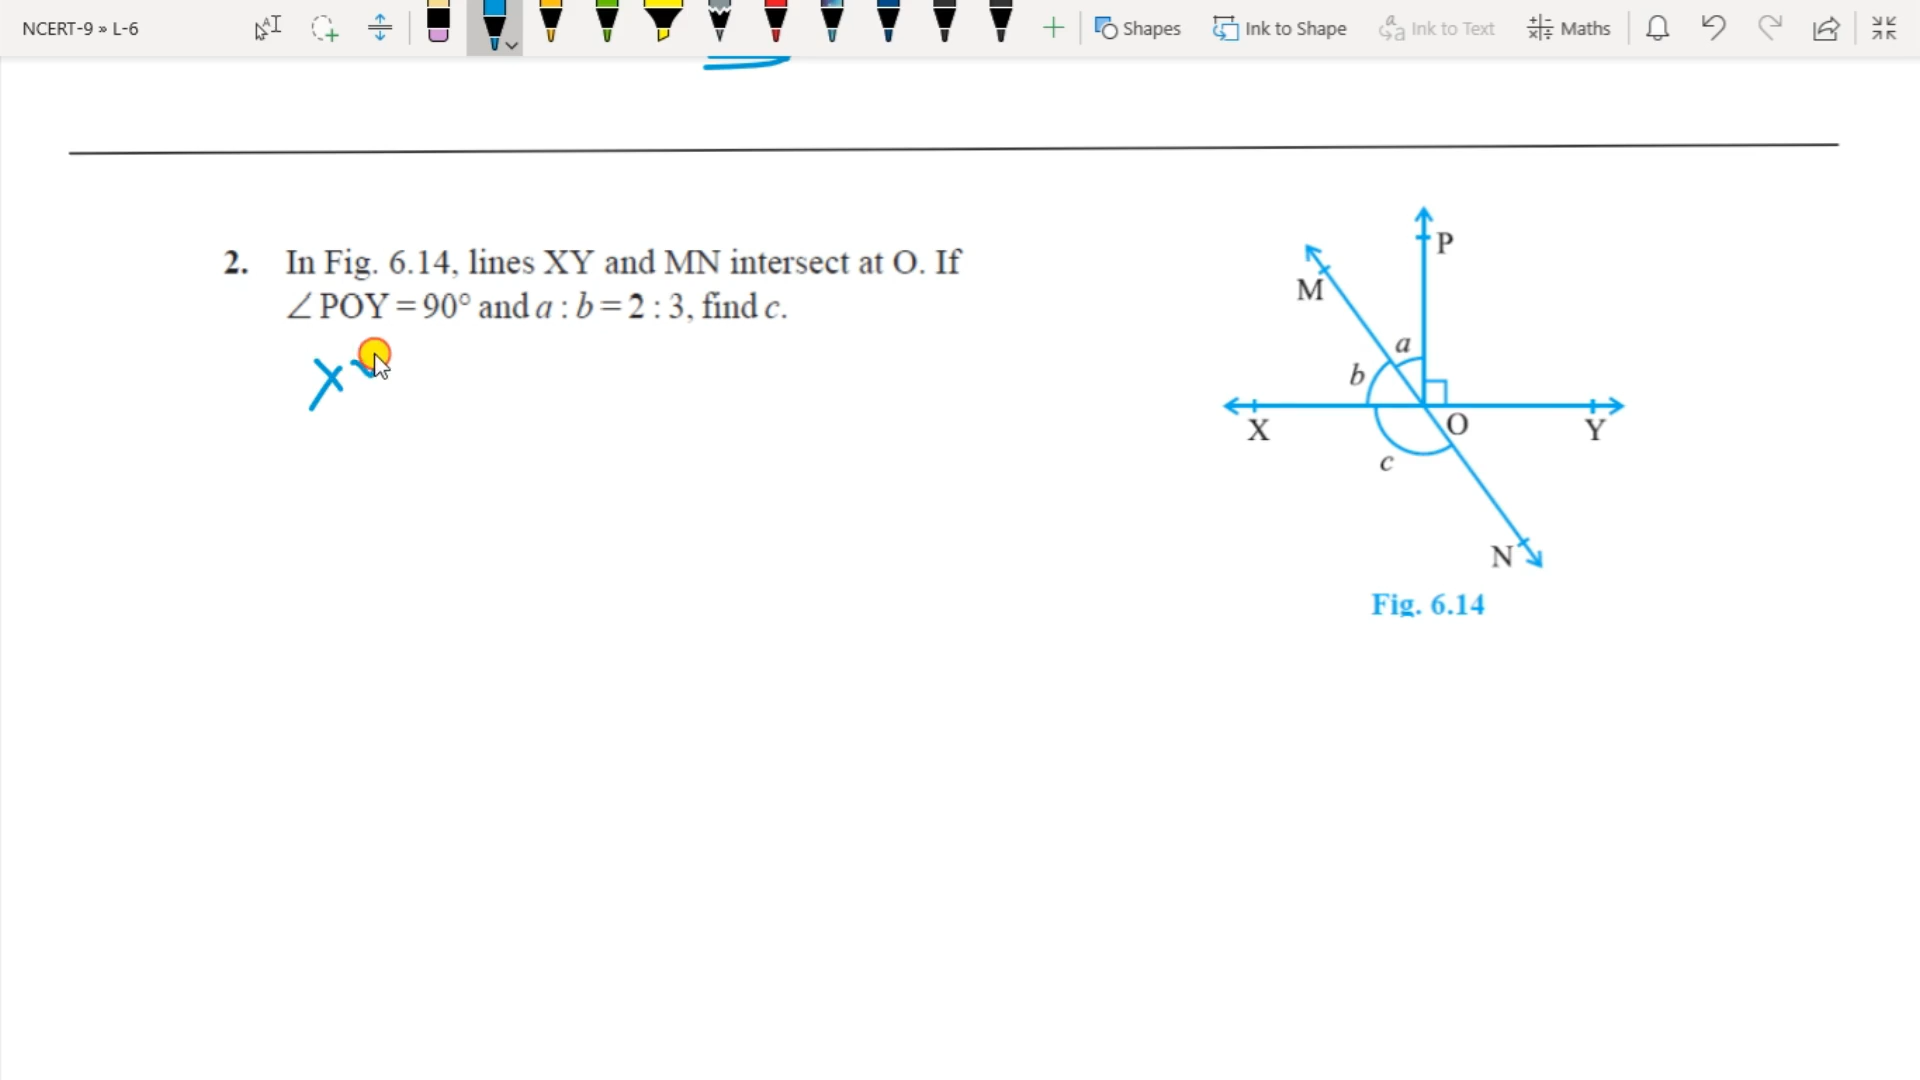 NCERT-9 » L-6
Shapes
Ink to Shape
Ink to Text
Maths
2. In Fig. 6.14, lines XY and MN intersect at O. If
∠POY = 90° and a : b = 2 : 3, find c.
X
P
M
a
b
O
X
Y
c
N
Fig. 6.14